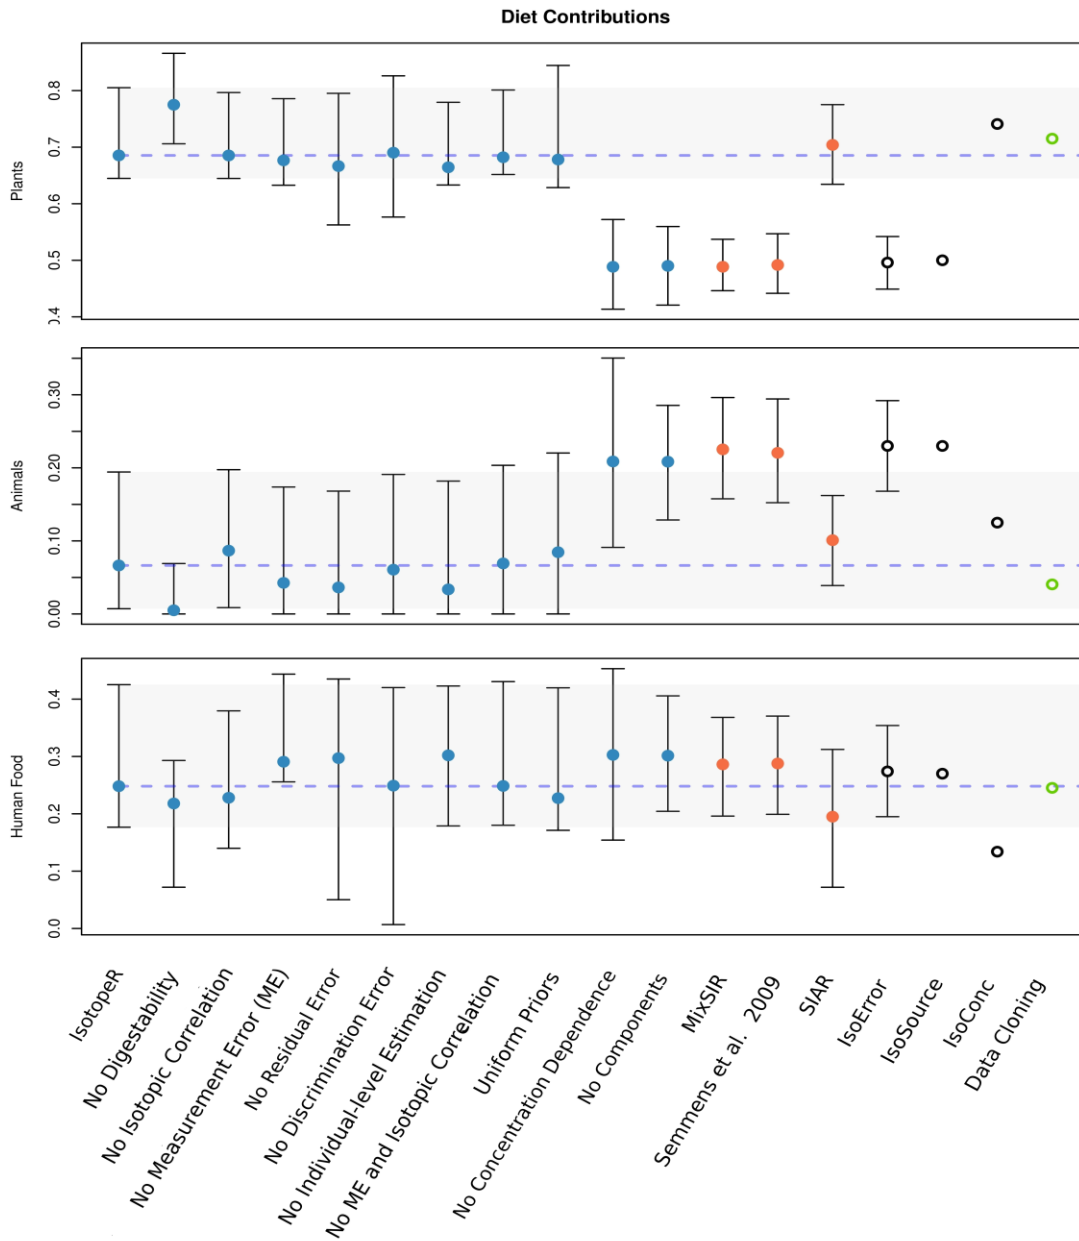 Diet Contributions
Plants
0.8
0.7
0.6
0.5
0.4
Animals
0.30
0.20
0.10
0.00
Human Food
0.4
0.3
0.2
0.1
0.0
IsotopeR
No Digestability
No Isotopic Correlation
No Measurement Error (ME)
No Residual Error
No Discrimination Error
No Individual-level Estimation
No ME and Isotopic Correlation
Uniform Priors
No Concentration Dependence
No Components
MixSIR
Semmens et al. 2009
SIAR
IsoError
IsoSource
IsoConc
Data Cloning